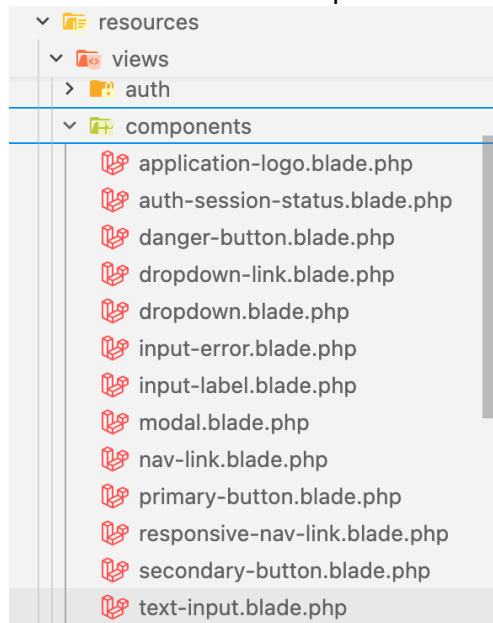 resources
views
auth
components
application-logo.blade.php
auth-session-status.blade.php
danger-button.blade.php
dropdown-link.blade.php
dropdown.blade.php
input-error.blade.php
input-label.blade.php
modal.blade.php
nav-link.blade.php
primary-button.blade.php
responsive-nav-link.blade.php
secondary-button.blade.php
text-input.blade.php